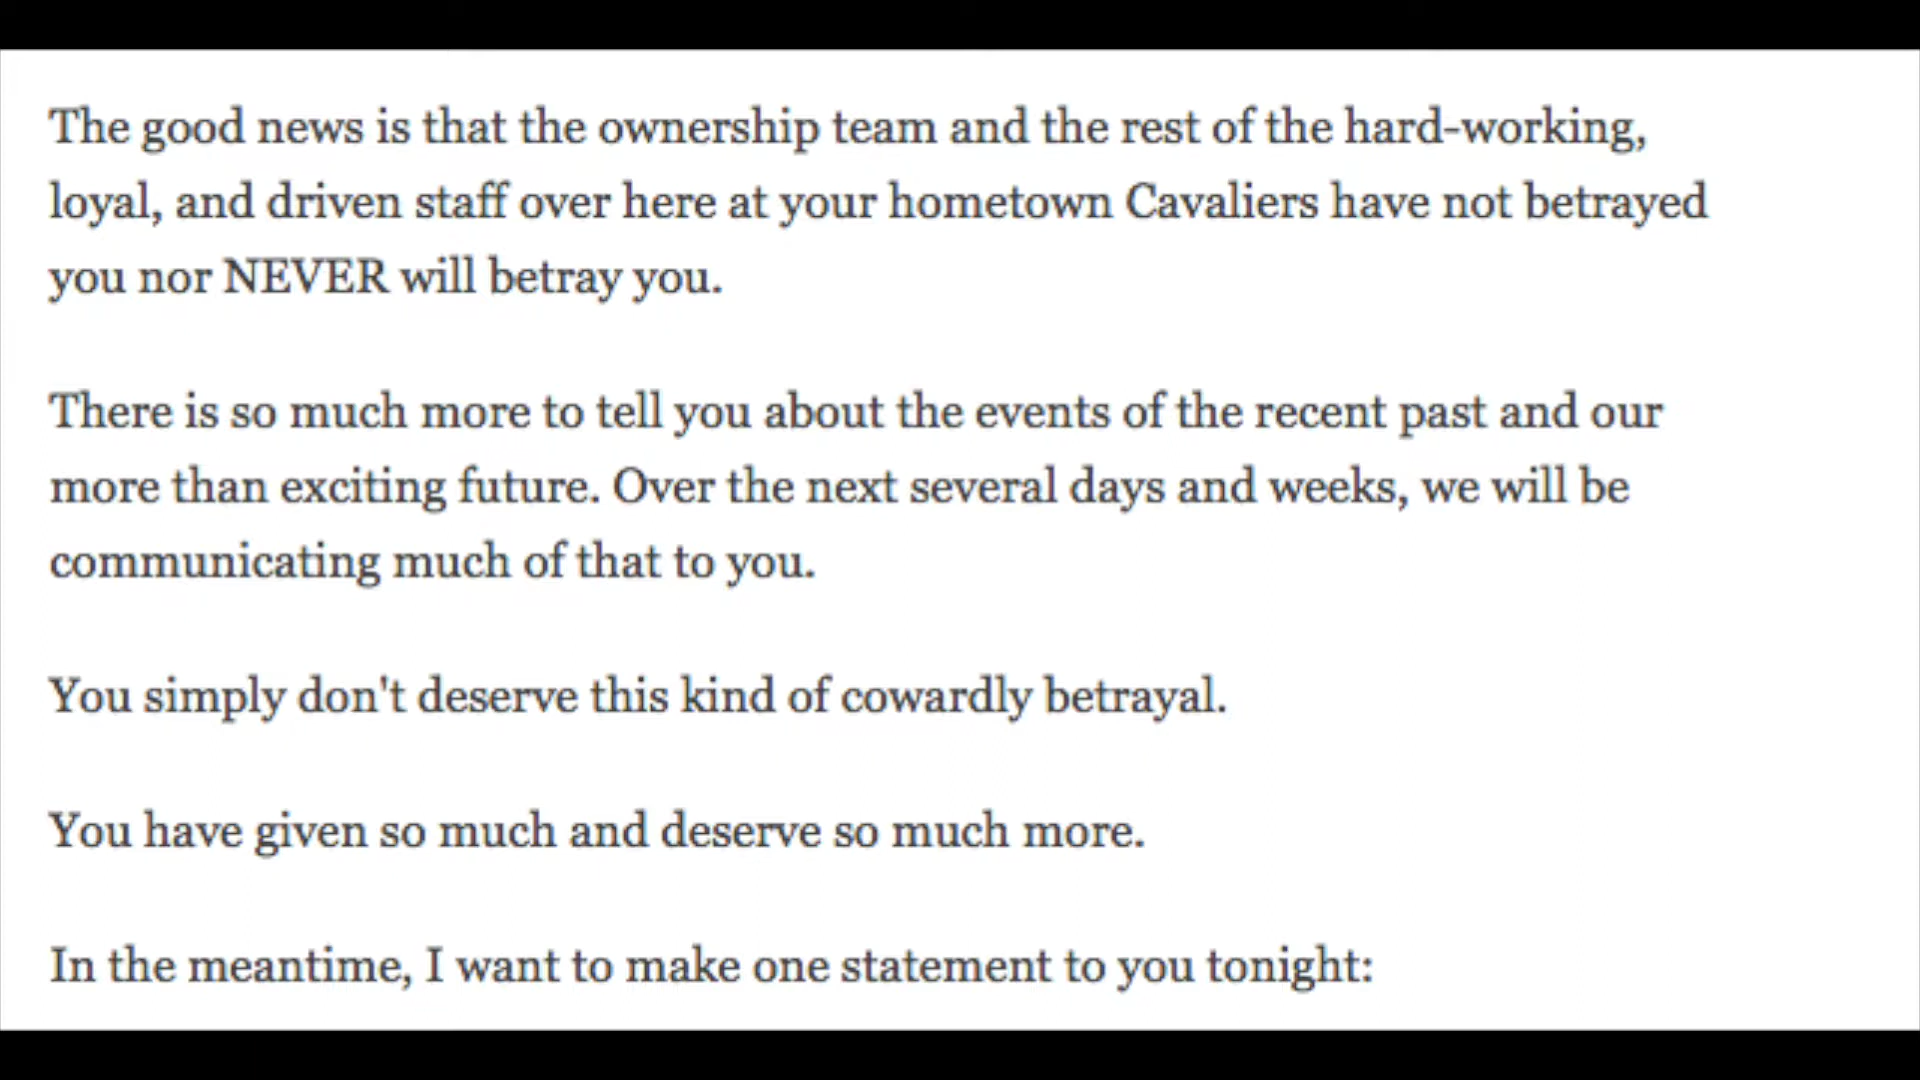 The good news is that the ownership team and the rest of the hard-working,
loyal, and driven staff over here at your hometown Cavaliers have not betrayed
you nor NEVER will betray you.
There is so much more to tell you about the events of the recent past and our
more than exciting future. Over the next several days and weeks, we will be
communicating much of that to you.
You simply don't deserve this kind of cowardly betrayal.
You have given so much and deserve so much more.
In the meantime, I want to make one statement to you tonight: